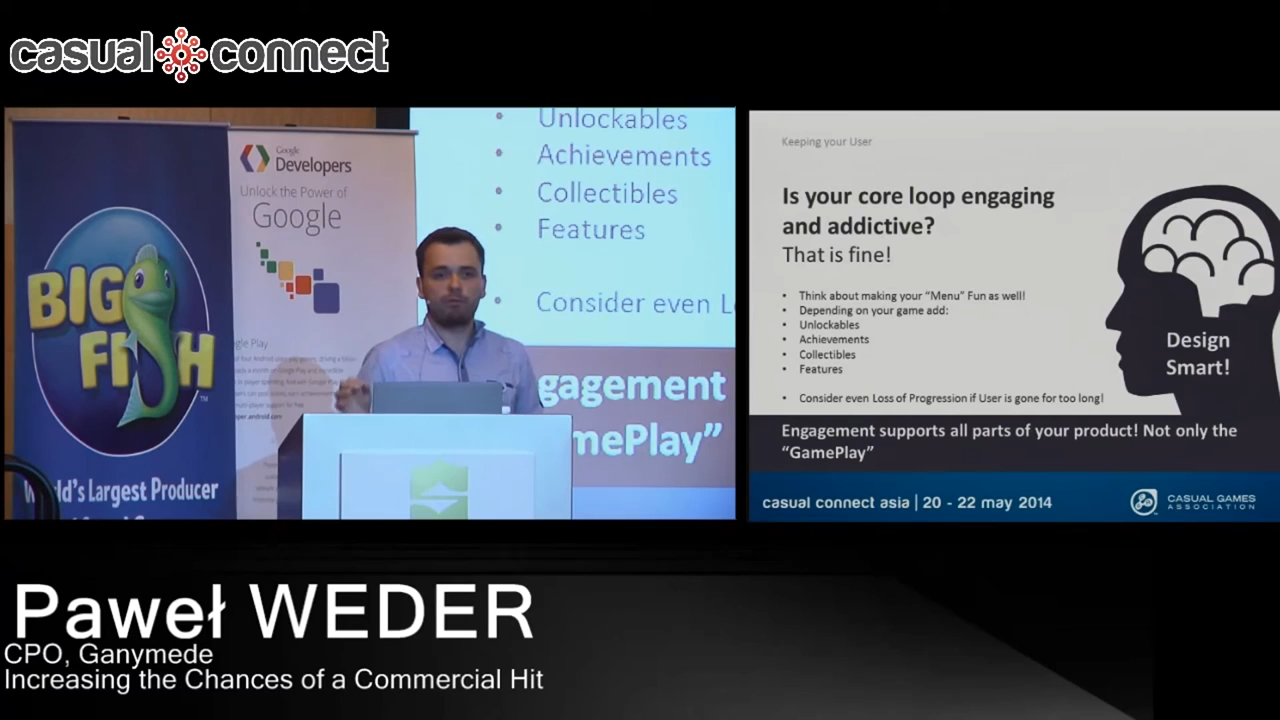 casual connect
Unlockables
Achievements
Collectibles
Features
Consider even L
gagement
mePlay”
BIG
FISH
TM
World's Largest Producer
Google
Developers
Unlock the Power of
Google
gle Play
Keeping your User
Is your core loop engaging
and addictive?
That is fine!
• Think about making your “Menu” Fun as well!
• Depending on your game add:
• Unlockables
• Achievements
• Collectibles
• Features
• Consider even Loss of Progression if User is gone for too long!
Design
Smart!
Engagement supports all parts of your product! Not only the
“GamePlay”
casual connect asia | 20 - 22 may 2014
CASUAL GAMES
ASSOCIATION
Paweł WEDER
CPO, Ganymede
Increasing the Chances of a Commercial Hit